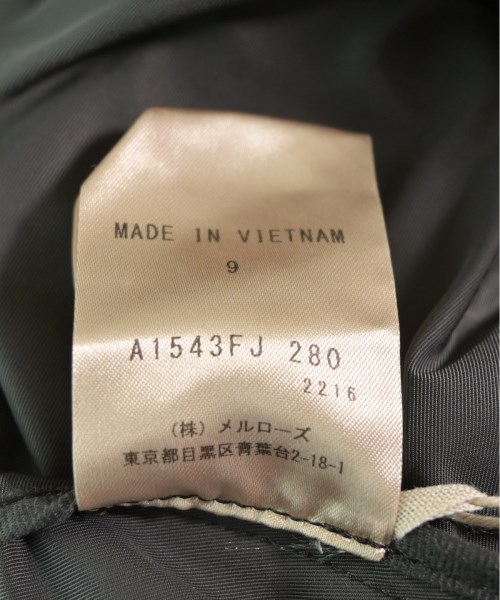 MADE IN VIETNAM
9
A1543FJ 280
2216
(株) メルローズ
東京都目黒区青葉台2-18-1